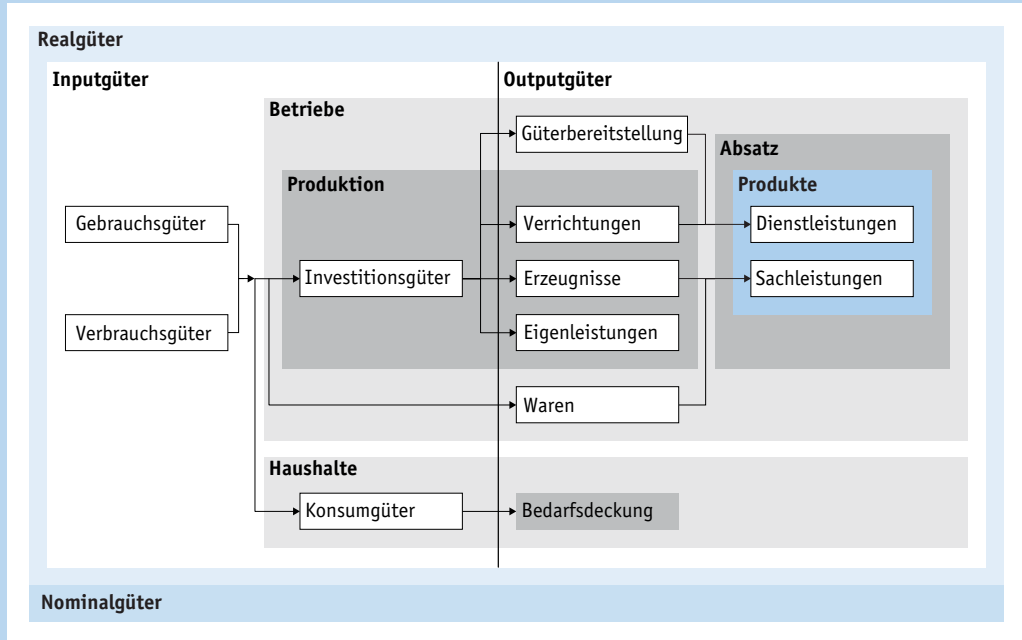 Realgüter
Inputgüter
Outputgüter
Betriebe
Güterbereitstellung
Absatz
Produktion
Produkte
Gebrauchsgüter
Verrichtungen
Dienstleistungen
Investitionsgüter
Erzeugnisse
Sachleistungen
Verbrauchsgüter
Eigenleistungen
Waren
Haushalte
Konsumgüter
Bedarfsdeckung
Nominalgüter